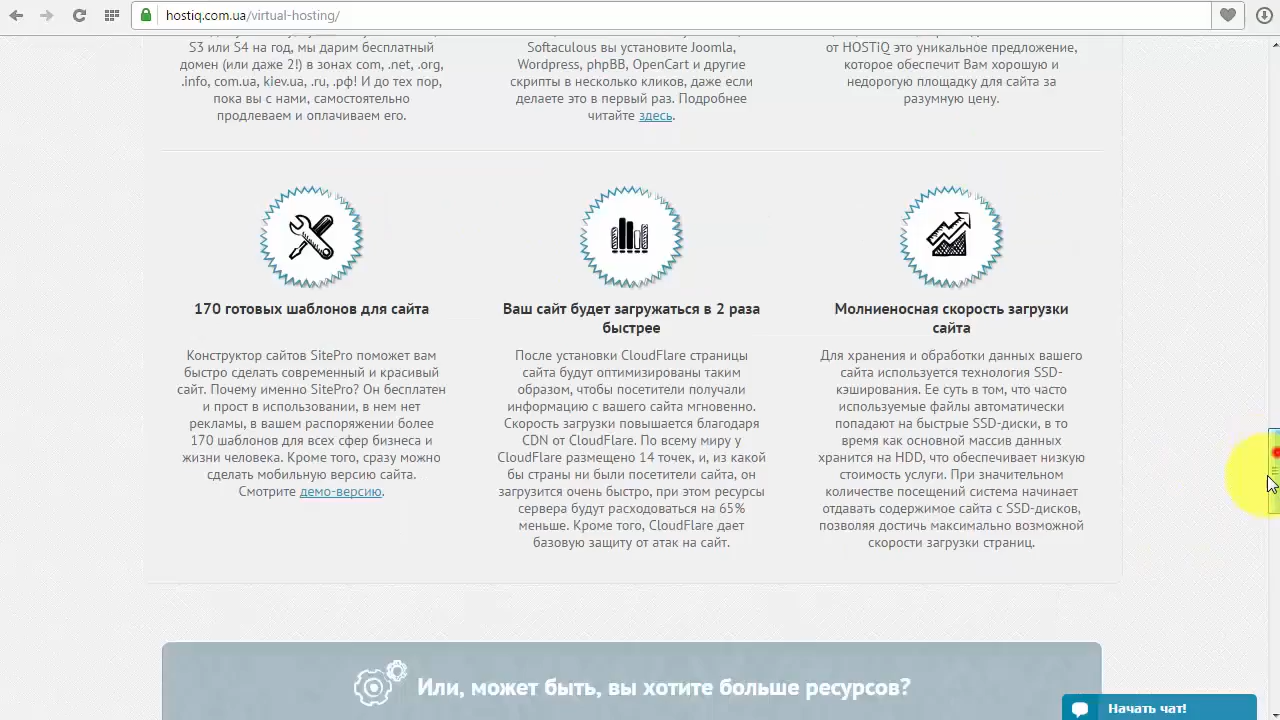 hostiq.com.ua/virtual-hosting/
S3 или S4 на год, мы дарим бесплатный
домен (или даже 2!) в зонах com, .net, .org,
.info, com.ua, kiev.ua, .ru, .рф! И до тех пор,
пока вы с нами, самостоятельно
продлеваем и оплачиваем его.
Softaculous вы установите Joomla,
Wordpress, phpBB, OpenCart и другие
скрипты в несколько кликов, даже если
делаете это в первый раз. Подробнее
читайте здесь.
от HOSTiQ это уникальное предложение,
которое обеспечит Вам хорошую и
недорогую площадку для сайта за
разумную цену.
170 готовых шаблонов для сайта
Конструктор сайтов SitePro поможет вам
быстро сделать современный и красивый
сайт. Почему именно SitePro? Он бесплатен
и прост в использовании, в нем нет
рекламы, в вашем распоряжении более
170 шаблонов для всех сфер бизнеса и
жизни человека. Кроме того, сразу можно
сделать мобильную версию сайта.
Смотрите демо-версию.
Ваш сайт будет загружаться в 2 раза
быстрее
После установки CloudFlare страницы
сайта будут оптимизированы таким
образом, чтобы посетители получали
информацию с вашего сайта мгновенно.
Скорость загрузки повышается благодаря
CDN от CloudFlare. По всему миру у
CloudFlare размещено 14 точек, и, из какой
бы страны ни были посетители сайта, он
загрузится очень быстро, при этом ресурсы
сервера будут расходоваться на 65%
меньше. Кроме того, CloudFlare дает
базовую защиту от атак на сайт.
Молниеносная скорость загрузки
сайта
Для хранения и обработки данных вашего
сайта используется технология SSD-
кэширования. Ее суть в том, что часто
используемые файлы автоматически
попадают на быстрые SSD-диски, в то
время как основной массив данных
хранится на HDD, что обеспечивает низкую
стоимость услуги. При значительном
количестве посещений система начинает
отдавать содержимое сайта с SSD-дисков,
позволяя достичь максимально возможной
скорости загрузки страниц.
Или, может быть, вы хотите больше ресурсов?
Начать чат!